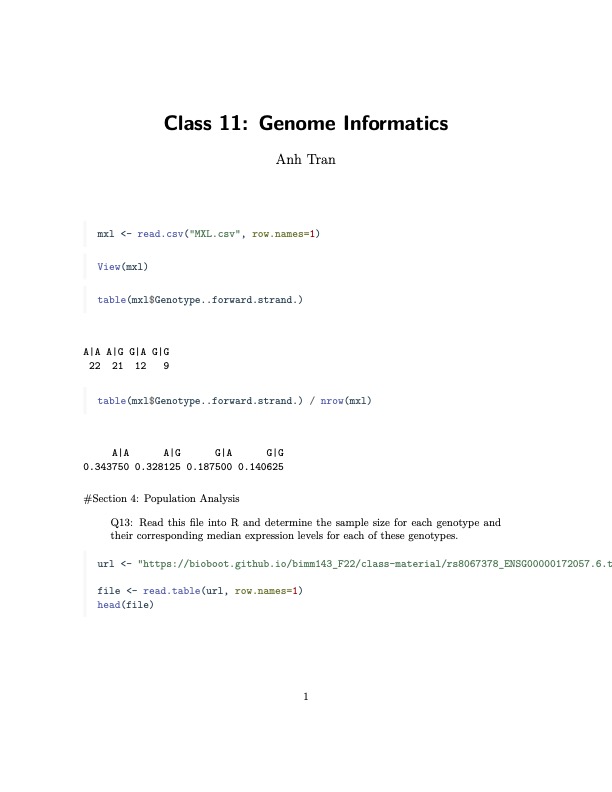 Class 11: Genome Informatics
Anh Tran
mxl <- read.csv("MXL.csv", row.names=1)
View(mxl)
table(mxl$Genotype..forward.strand.)
A|A A|G G|A G|G
22 21 12 9
table(mxl$Genotype..forward.strand.) / nrow(mxl)
A|A A|G G|A G|G
0.343750 0.328125 0.187500 0.140625
#Section 4: Population Analysis
Q13: Read this file into R and determine the sample size for each genotype and
their corresponding median expression levels for each of these genotypes.
url <- "https://bioboot.github.io/bimm143_F22/class-material/rs8067378_ENSG00000172057.6.t
file <- read.table(url, row.names=1)
head(file)
1